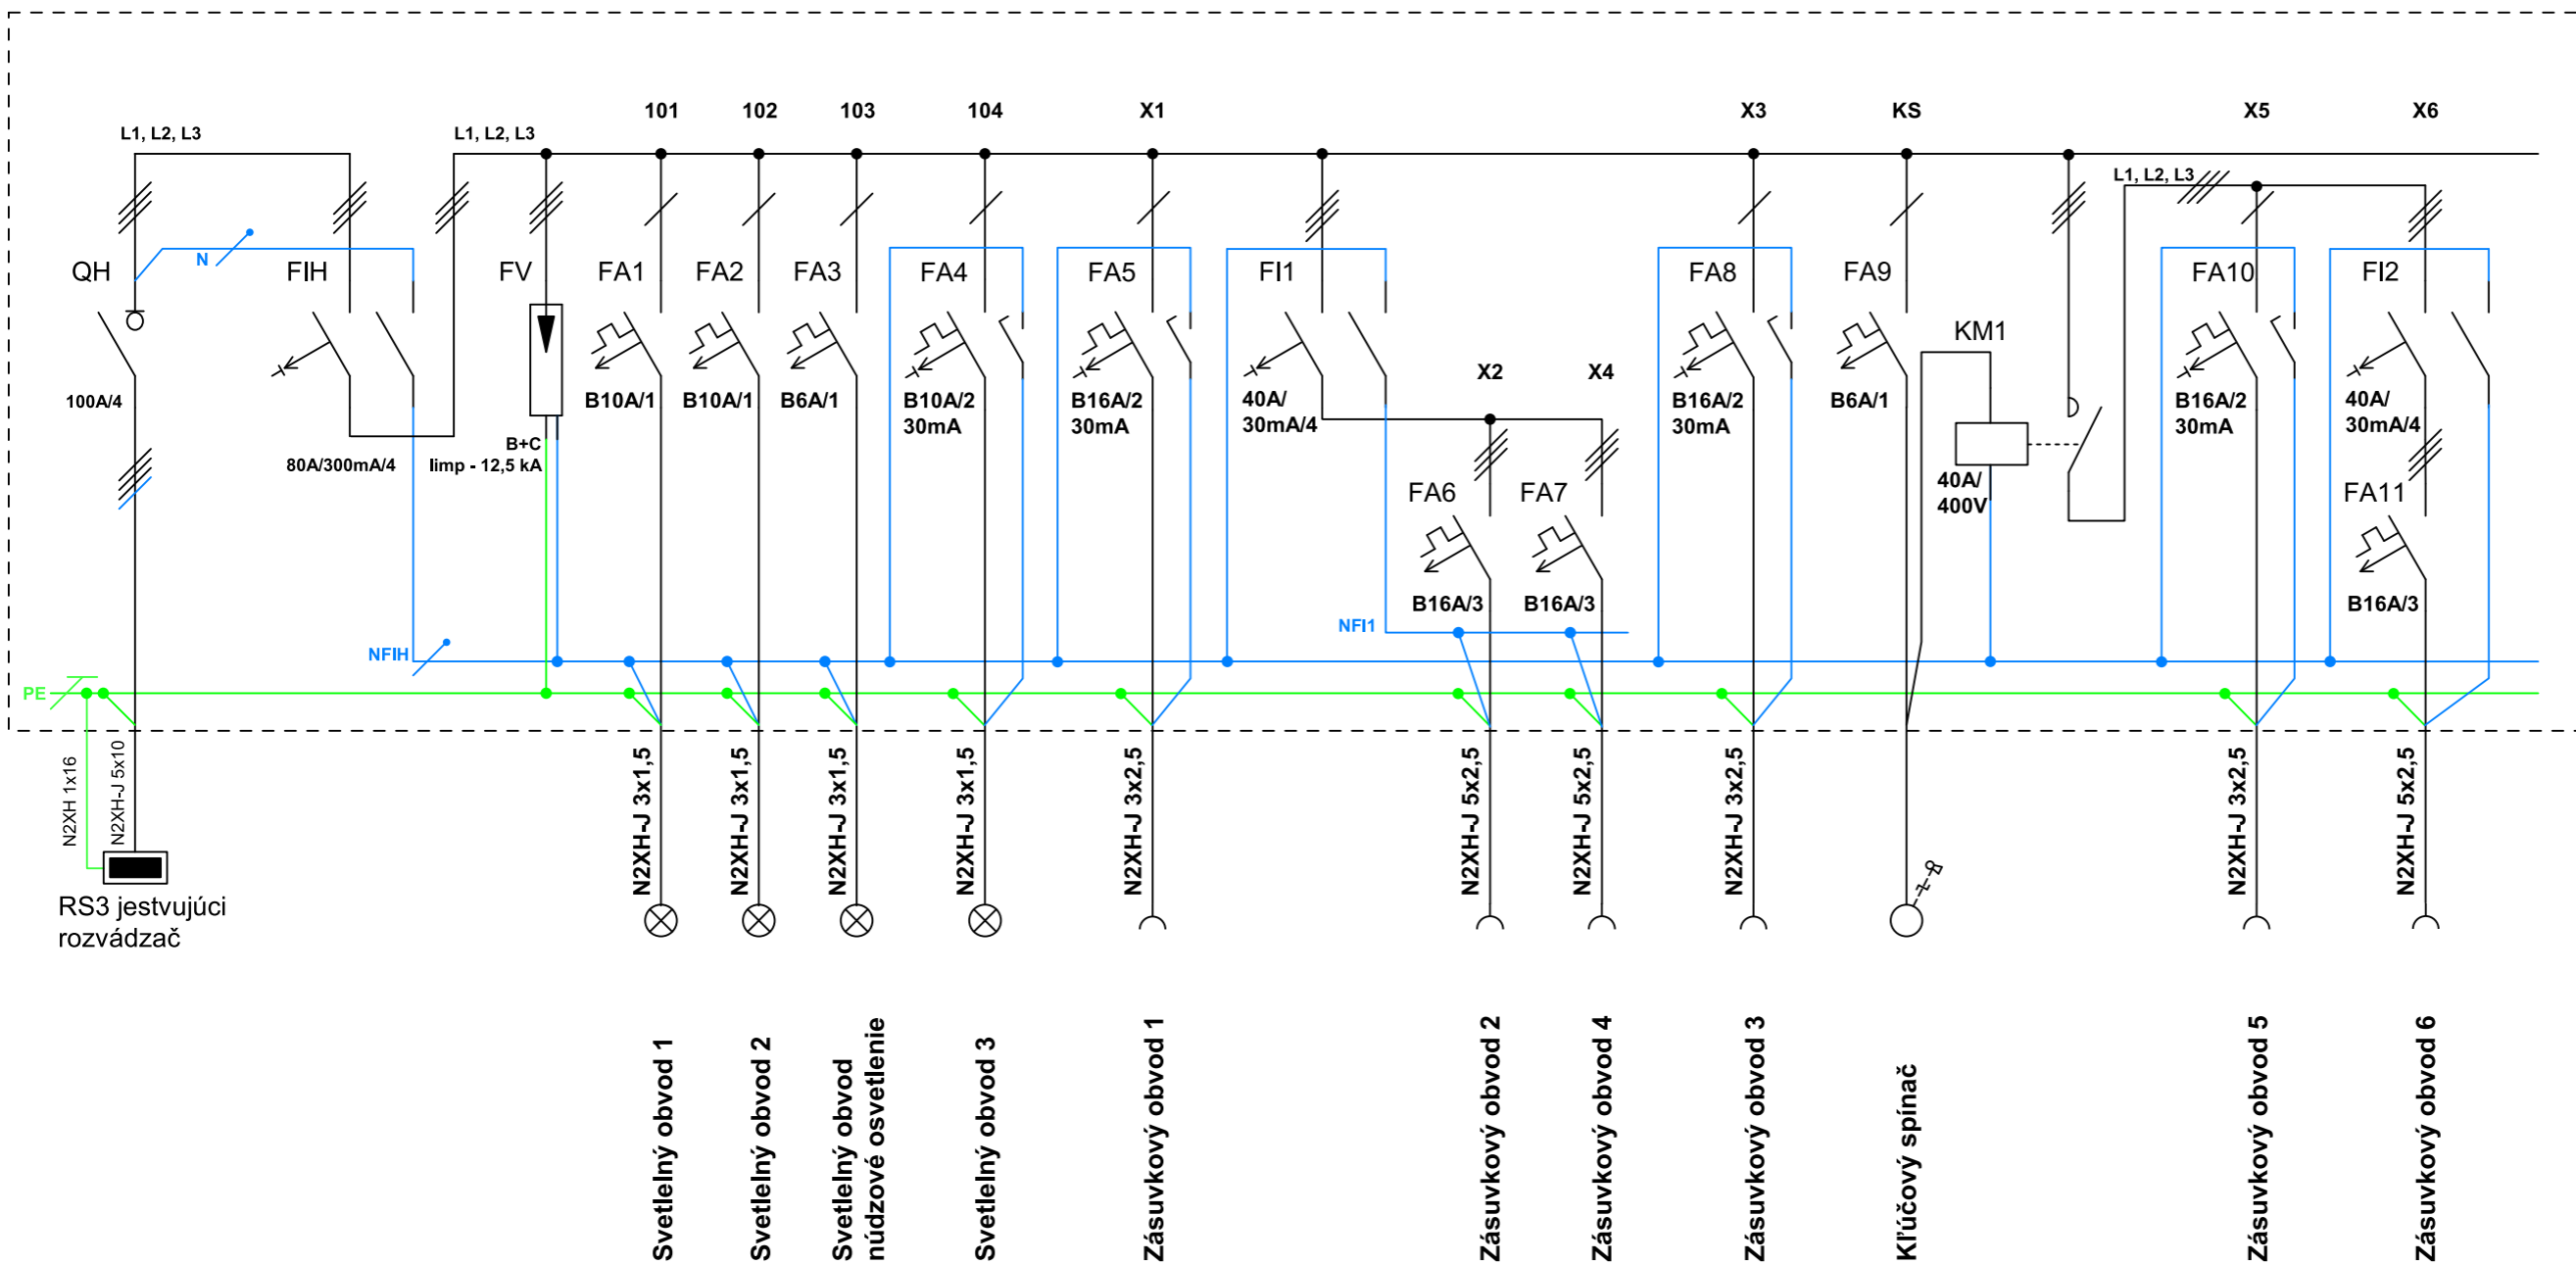 101
102
103
104
X1
X3
KS
X5
X6
L1, L2, L3
L1, L2, L3
L1, L2, L3
N
QH
FIH
FV
FA1
FA2
FA3
FA4
FA5
FI1
FA8
FA9
FA10
FI2
KM1
X2
X4
100A/4
B10A/1
B10A/1
B6A/1
B10A/2
30mA
B16A/2
30mA
40A/
30mA/4
B16A/2
30mA
B6A/1
B16A/2
30mA
40A/
30mA/4
80A/300mA/4
B+C
Iimp - 12,5 kA
40A/
400V
FA6
FA7
FA11
B16A/3
B16A/3
B16A/3
NFI1
NFIH
PE
N2XH 1x16
N2XH-J 5x10
N2XH-J 3x1,5
N2XH-J 3x1,5
N2XH-J 3x1,5
N2XH-J 3x1,5
N2XH-J 3x2,5
N2XH-J 5x2,5
N2XH-J 5x2,5
N2XH-J 3x2,5
N2XH-J 3x2,5
N2XH-J 5x2,5
RS3 jestvujúci
rozvádzač
Svetlelný obvod 1
Svetlelný obvod 2
Svetlelný obvod
núdzové osvetlenie
Svetlelný obvod 3
Zásuvkový obvod 1
Zásuvkový obvod 2
Zásuvkový obvod 4
Zásuvkový obvod 3
Kľúčový spínač
Zásuvkový obvod 5
Zásuvkový obvod 6